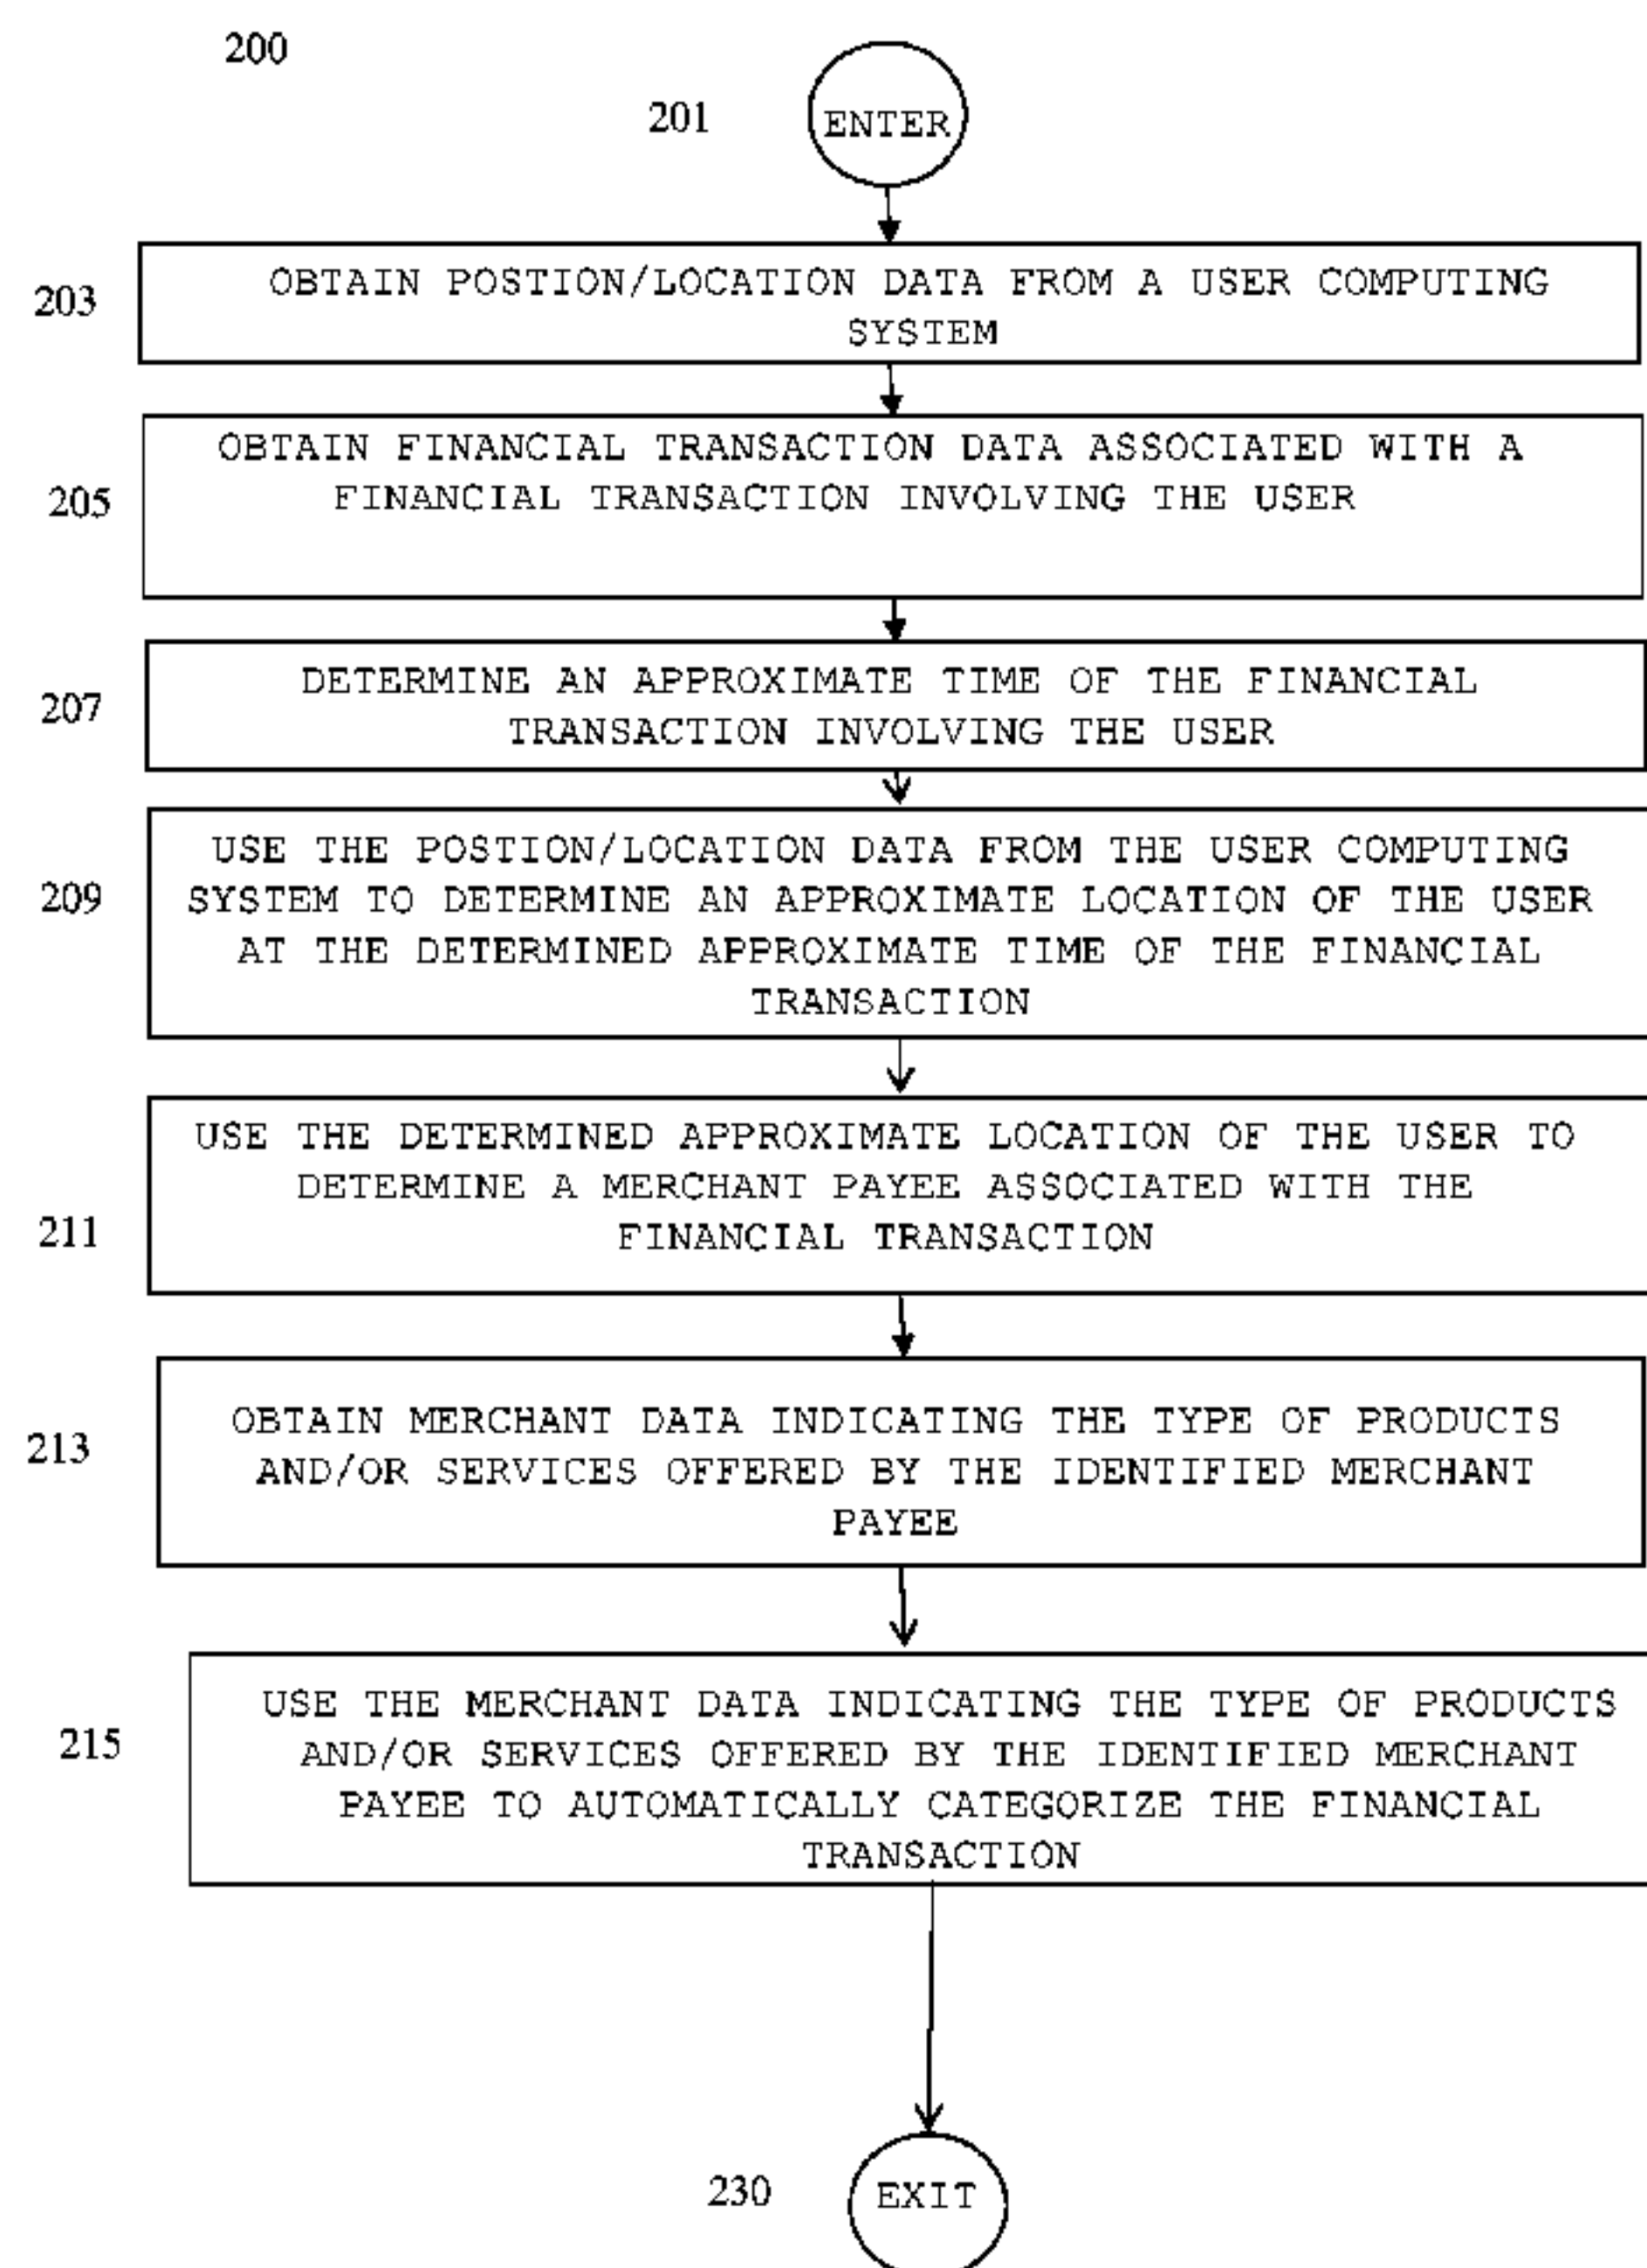 200
201
ENTER
203
OBTAIN POSTION/LOCATION DATA FROM A USER COMPUTING
SYSTEM
205
OBTAIN FINANCIAL TRANSACTION DATA ASSOCIATED WITH A
FINANCIAL TRANSACTION INVOLVING THE USER
207
DETERMINE AN APPROXIMATE TIME OF THE FINANCIAL
TRANSACTION INVOLVING THE USER
209
USE THE POSTION/LOCATION DATA FROM THE USER COMPUTING
SYSTEM TO DETERMINE AN APPROXIMATE LOCATION OF THE USER
AT THE DETERMINED APPROXIMATE TIME OF THE FINANCIAL
TRANSACTION
211
USE THE DETERMINED APPROXIMATE LOCATION OF THE USER TO
DETERMINE A MERCHANT PAYEE ASSOCIATED WITH THE
FINANCIAL TRANSACTION
213
OBTAIN MERCHANT DATA INDICATING THE TYPE OF PRODUCTS
AND/OR SERVICES OFFERED BY THE IDENTIFIED MERCHANT
PAYEE
215
USE THE MERCHANT DATA INDICATING THE TYPE OF PRODUCTS
AND/OR SERVICES OFFERED BY THE IDENTIFIED MERCHANT
PAYEE TO AUTOMATICALLY CATEGORIZE THE FINANCIAL
TRANSACTION
230
EXIT